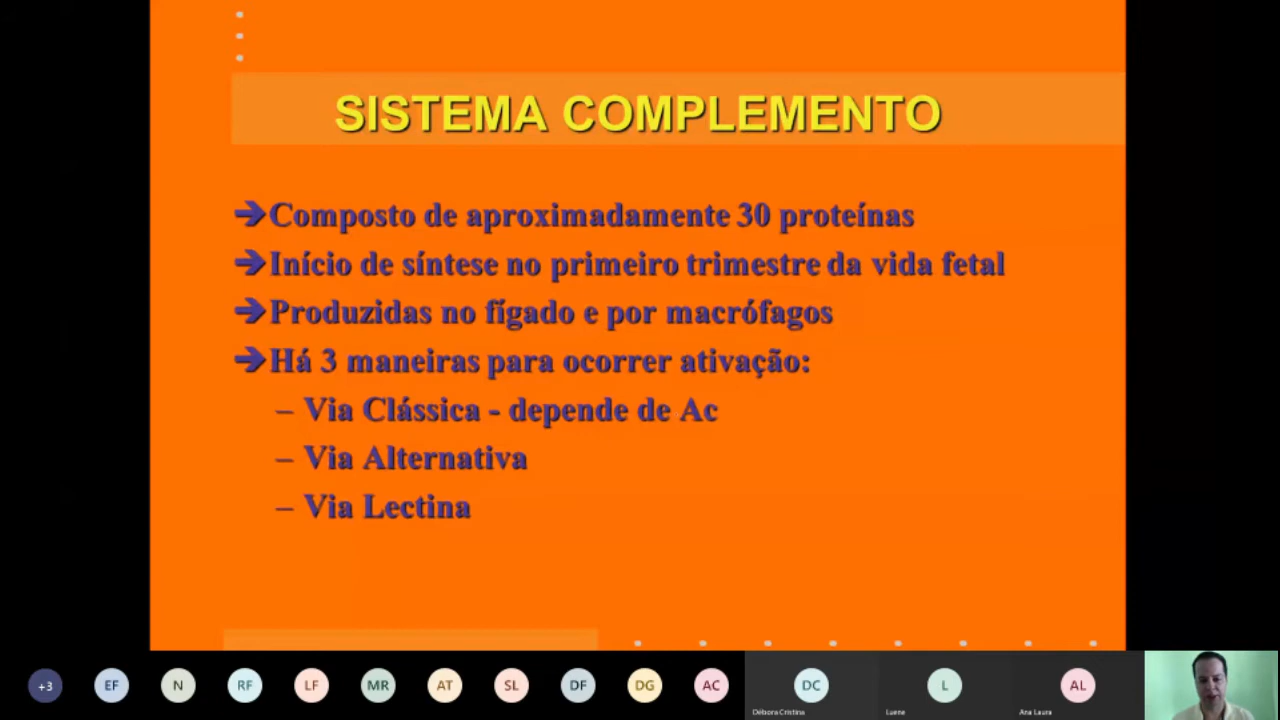 SISTEMA COMPLEMENTO
➔Composto de aproximadamente 30 proteínas
➔Início de síntese no primeiro trimestre da vida fetal
➔Produzidas no fígado e por macrófagos
➔Há 3 maneiras para ocorrer ativação:
– Via Clássica - depende de Ac
– Via Alternativa
– Via Lectina
+3 EF N RF LF MR AT SL DF DG AC DC L AL
Débora Cristina Luene Ana Laura